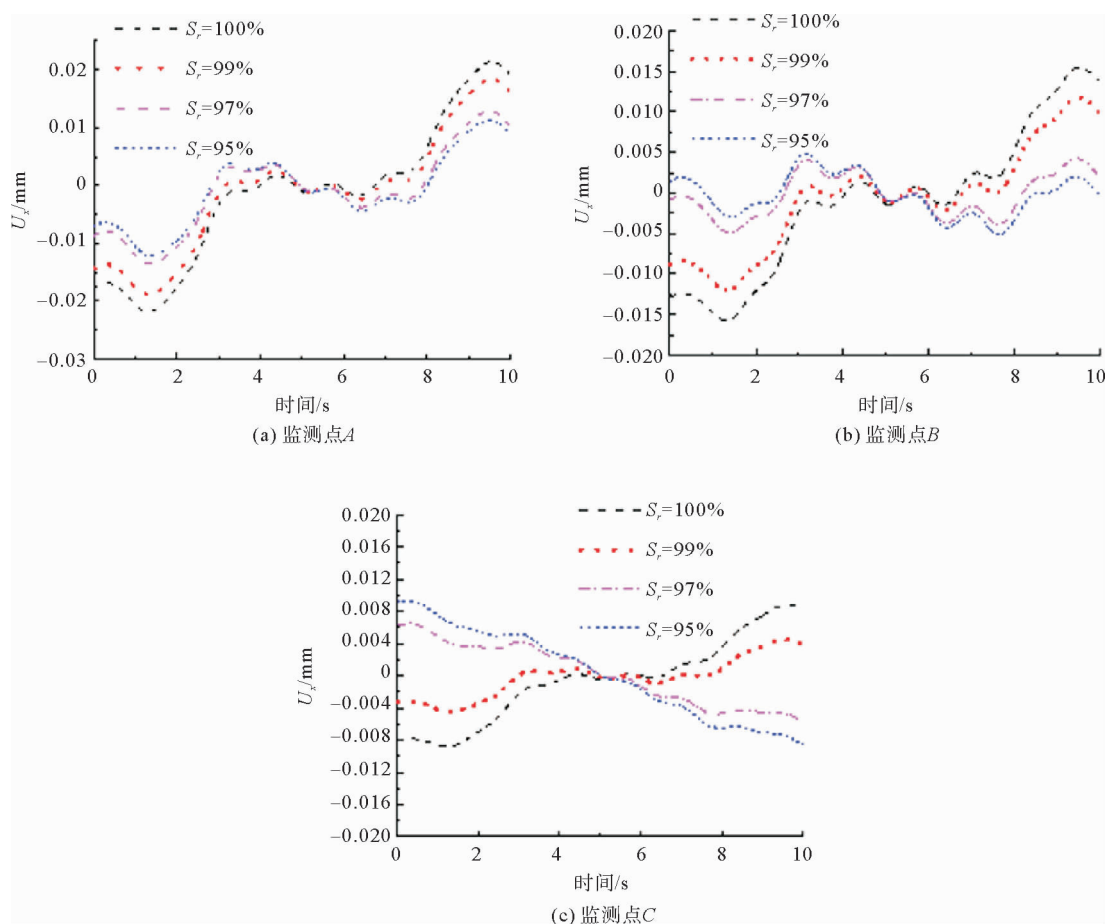 S_r=100%
S_r=99%
S_r=97%
S_r=95%
0.02
0.01
0
−0.01
−0.02
−0.03
U_x/mm
0 2 4 6 8 10
时间/s
(a) 监测点A
S_r=100%
S_r=99%
S_r=97%
S_r=95%
0.020
0.015
0.010
0.005
0
−0.005
−0.010
−0.015
−0.020
U_x/mm
0 2 4 6 8 10
时间/s
(b) 监测点B
S_r=100%
S_r=99%
S_r=97%
S_r=95%
0.020
0.016
0.012
0.008
0.004
0
−0.004
−0.008
−0.012
−0.016
−0.020
U_x/mm
0 2 4 6 8 10
时间/s
(c) 监测点C